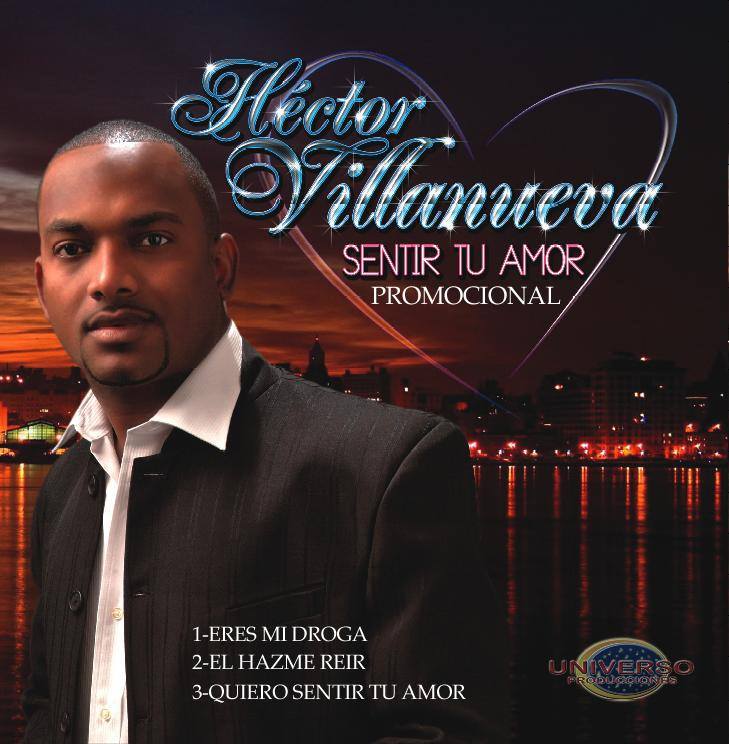 Héctor
Villanueva
SENTIR TU AMOR
PROMOCIONAL
1-ERES MI DROGA
2-EL HAZME REIR
3-QUIERO SENTIR TU AMOR
UNIVERSO
PRODUCCIONES